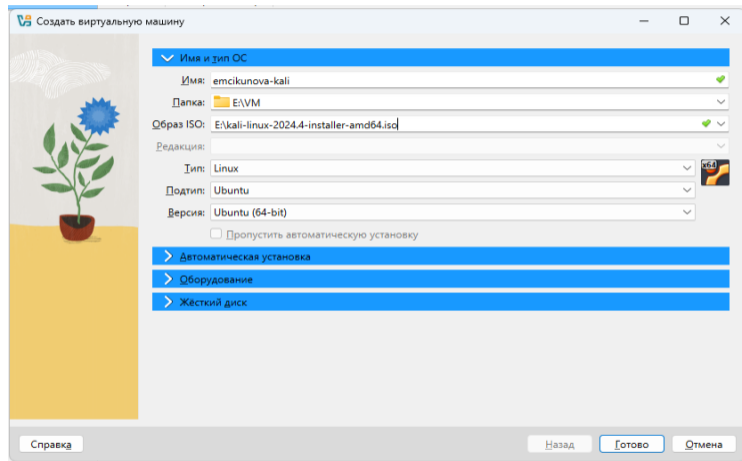 Создать виртуальную машину
Имя и тип ОС
Имя: emcikunova-kali
Папка: E:\VM
Образ ISO: E:\kali-linux-2024.4-installer-amd64.iso
Редакция:
Тип: Linux
x64
Подтип: Ubuntu
Версия: Ubuntu (64-bit)
Пропустить автоматическую установку
Автоматическая установка
Оборудование
Жёсткий диск
Справка Назад Готово Отмена